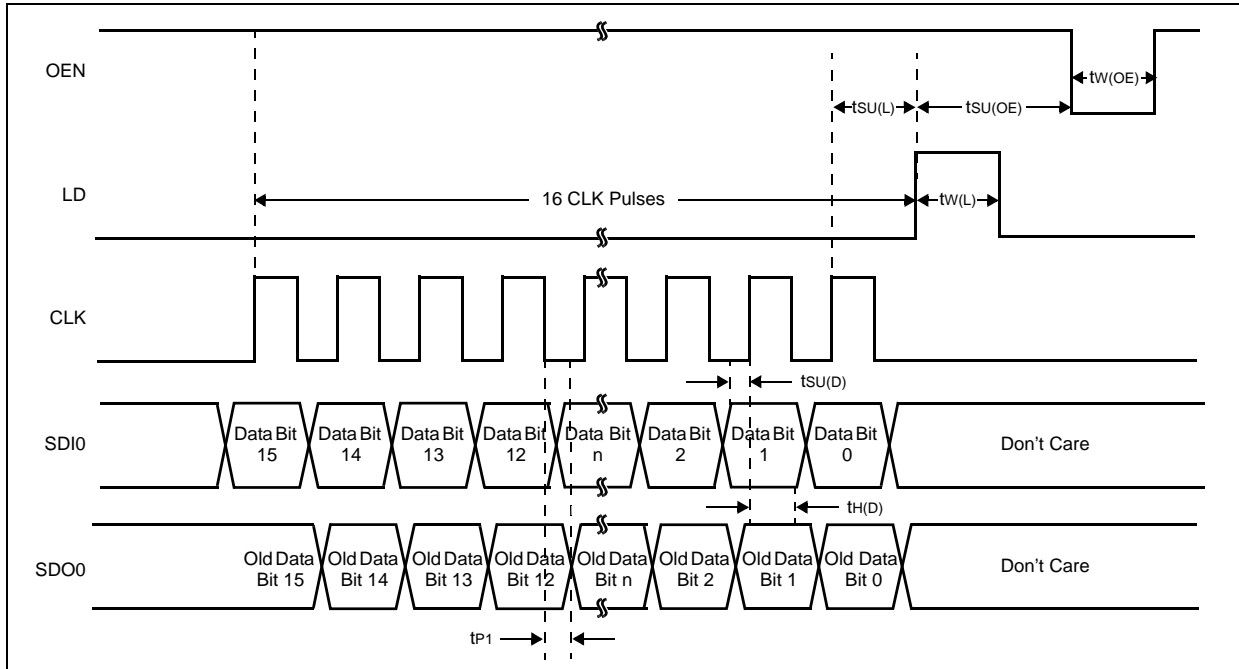 OEN
tW(OE)
tSU(L)
tSU(OE)
LD
16 CLK Pulses
tW(L)
CLK
tSU(D)
SDI0
Data Bit
15
Data Bit
14
Data Bit
13
Data Bit
12
Data Bit
n
Data Bit
2
Data Bit
1
Data Bit
0
Don't Care
tH(D)
SDO0
Old Data
Bit 15
Old Data
Bit 14
Old Data
Bit 13
Old Data
Bit 12
Old Data
Bit n
Old Data
Bit 2
Old Data
Bit 1
Old Data
Bit 0
Don't Care
tP1